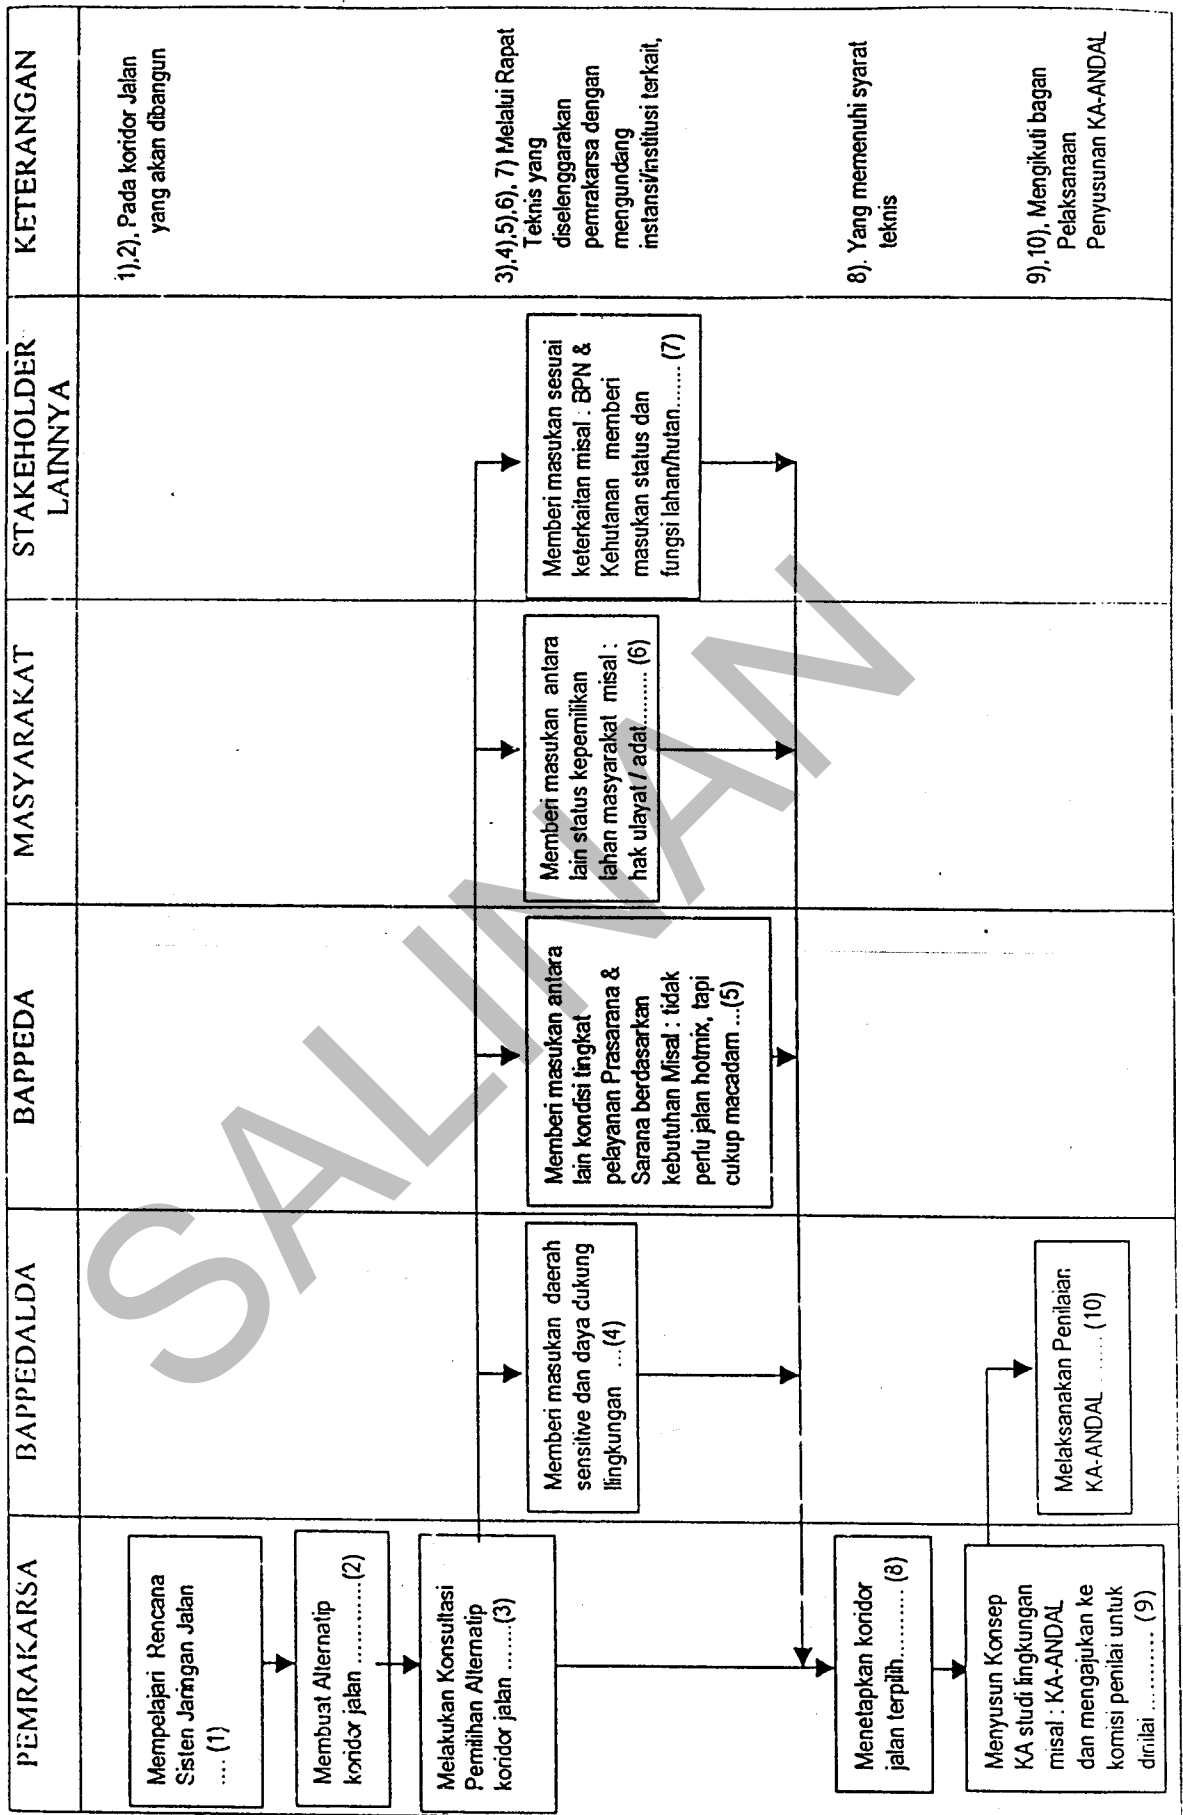 PEMRAKARSA
BAPPEDALDA
BAPPEDA
MASYARAKAT
STAKEHOLDER
LAINNYA
KETERANGAN
Mempelajari Rencana
Sisten Jaringan Jalan
.... (1)
Membuat Alternatip
koridor jalan ............(2)
Melakukan Konsultasi
Pemilihan Alternatip
koridor jalan .......(3)
Memberi masukan daerah
sensitive dan daya dukung
lingkungan ...(4)
Memberi masukan antara
lain kondisi tingkat
pelayanan Prasarana &
Sarana berdasarkan
kebutuhan Misal : tidak
perlu jalan hotmix, tapi
cukup macadam ...(5)
Memberi masukan antara
lain status kepemilikan
lahan masyarakat misal :
hak ulayat / adat.......... (6)
Memberi masukan sesuai
keterkaitan misal : BPN &
Kehutanan memberi
masukan status dan
fungsi lahan/hutan........ (7)
Menetapkan koridor
jalan terpilih.......... (8)
Menyusun Konsep
KA studi lingkungan
misal : KA-ANDAL
dan mengajukan ke
komisi penilai untuk
dinilai .......... (9)
Melaksanakan Penilaian
KA-ANDAL ........ (10)
1),2), Pada koridor Jalan
yang akan dibangun
3),4),5),6), 7) Melalui Rapat
Teknis yang
diselenggarakan
pemrakarsa dengan
mengundang
instansi/institusi terkait,
8). Yang memenuhi syarat
teknis
9),10), Mengikuti bagan
Pelaksanaan
Penyusunan KA-ANDAL
SALINAN